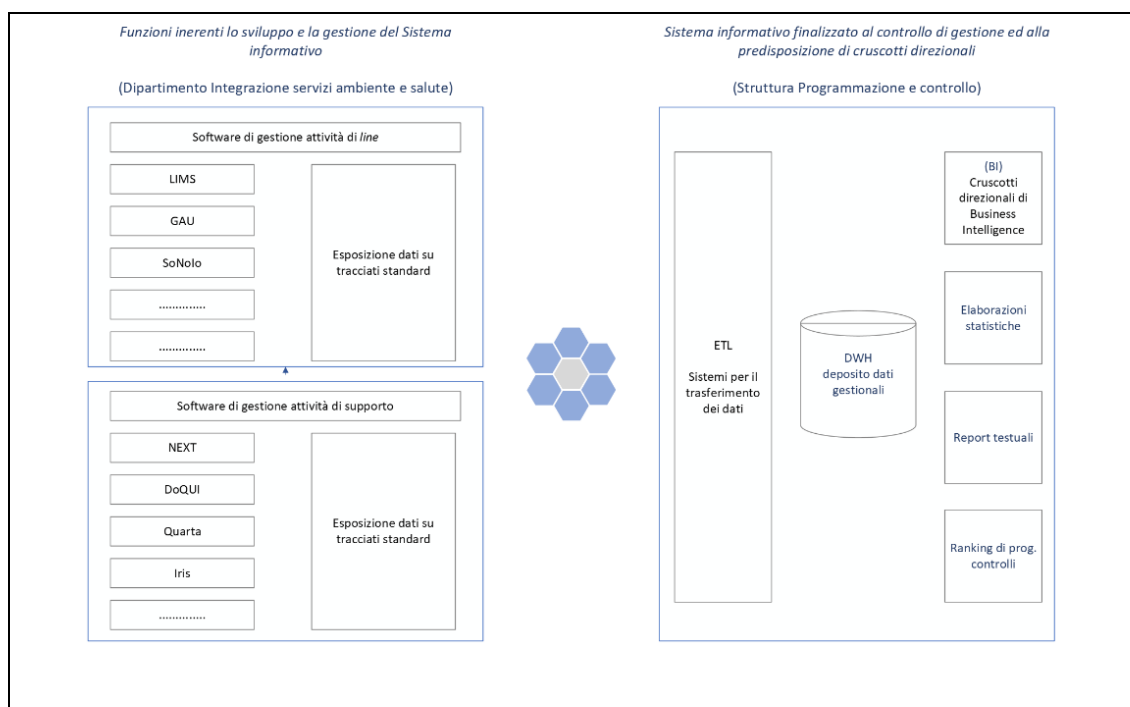 Funzioni inerenti lo sviluppo e la gestione del Sistema
informativo
(Dipartimento Integrazione servizi ambiente e salute)
Software di gestione attività di line
LIMS
GAU
SoNolo
..............
..............
Esposizione dati su
tracciati standard
Software di gestione attività di supporto
NEXT
DoQUI
Quarta
Iris
..............
Esposizione dati su
tracciati standard
Sistema informativo finalizzato al controllo di gestione ed alla
predisposizione di cruscotti direzionali
(Struttura Programmazione e controllo)
ETL
Sistemi per il
trasferimento
dei dati
DWH
deposito dati
gestionali
(BI)
Cruscotti
direzionali di
Business
Intelligence
Elaborazioni
statistiche
Report testuali
Ranking di prog.
controlli